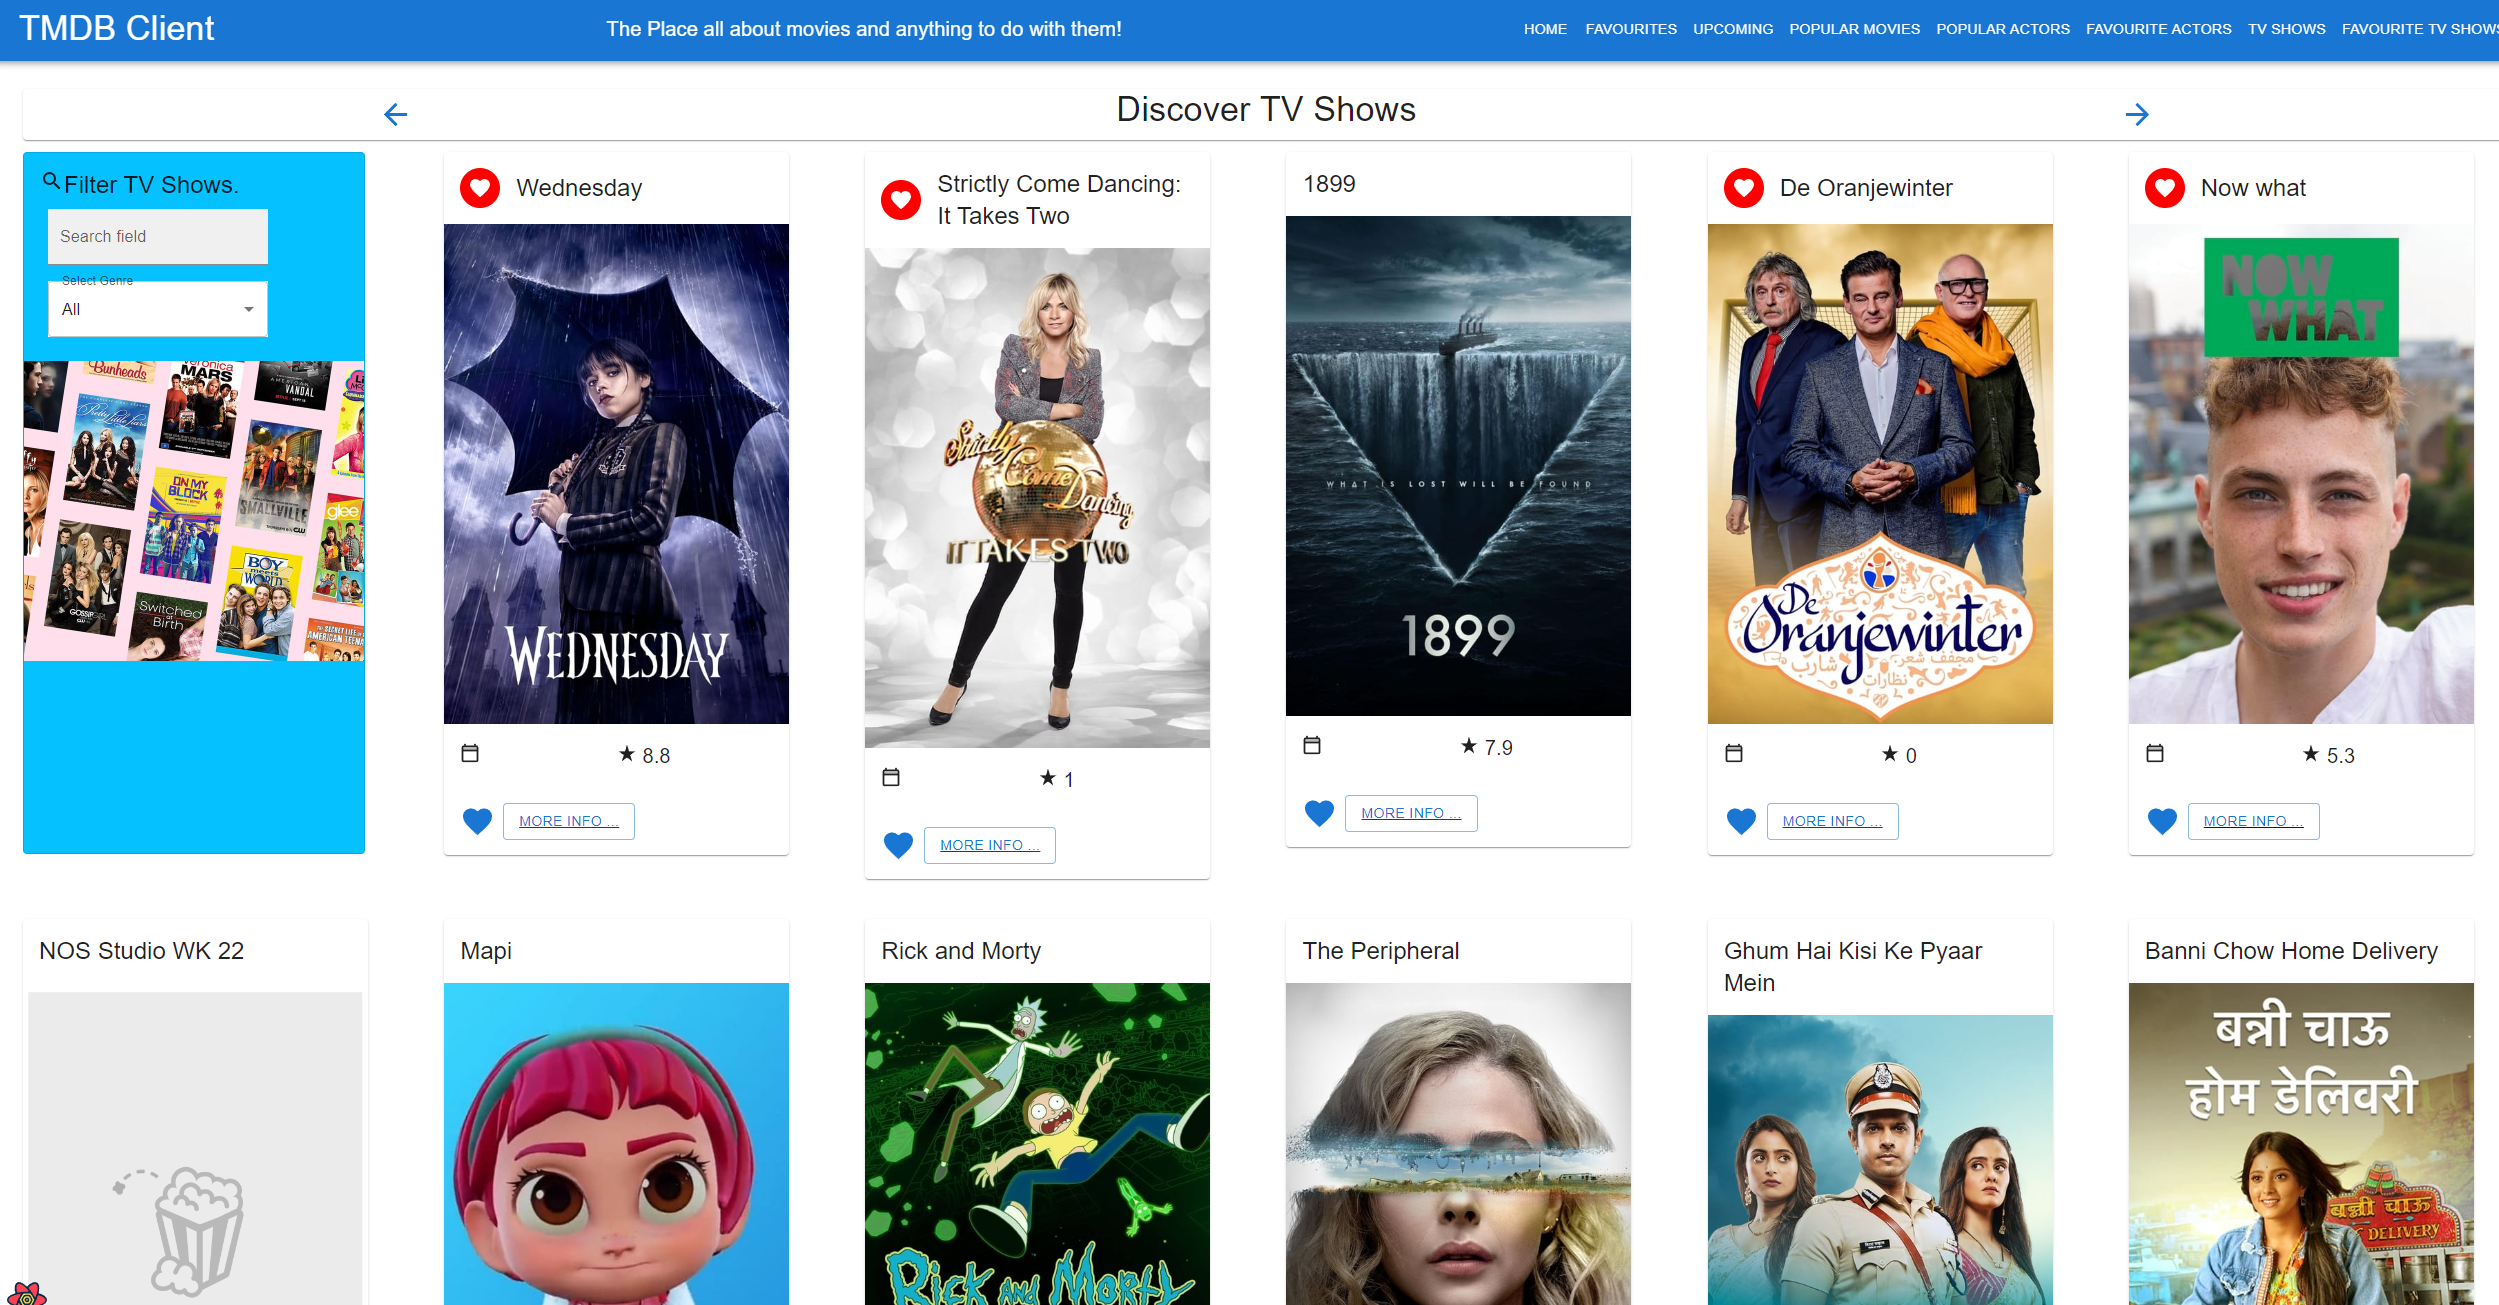 TMDB Client
The Place all about movies and anything to do with them!
HOME FAVOURITES UPCOMING POPULAR MOVIES POPULAR ACTORS FAVOURITE ACTORS TV SHOWS FAVOURITE TV SHOWS
Discover TV Shows
Filter TV Shows.
Search field
Select Genre
All
Bunheads
VERONICA
MARS
AMERICAN
VANDAL
Pretty Little Liars
ON MY
BLOCK
SMALLVILLE
glee
GOSSIP GIRL
BOY
MEETS
WORLD
Switched
at
Birth
THE SECRET LIFE
AMERICAN TEENA
Wednesday
WEDNESDAY
8.8
MORE INFO ...
Strictly Come Dancing:
It Takes Two
Strictly
Come
Dancing
IT TAKES TWO
1
MORE INFO ...
1899
WHAT IS LOST WILL BE FOUND
1899
7.9
MORE INFO ...
De Oranjewinter
De
Oranjewinter
مجفف شعر
شارب
نظارات
0
MORE INFO ...
Now what
NOW
WHAT
5.3
MORE INFO ...
NOS Studio WK 22
Mapi
Rick and Morty
RICK AND MORTY
The Peripheral
Ghum Hai Kisi Ke Pyaar
Mein
Banni Chow Home Delivery
बन्नी चाऊ
होम डेलिवरी
बन्नी चाऊ
DELIVERY